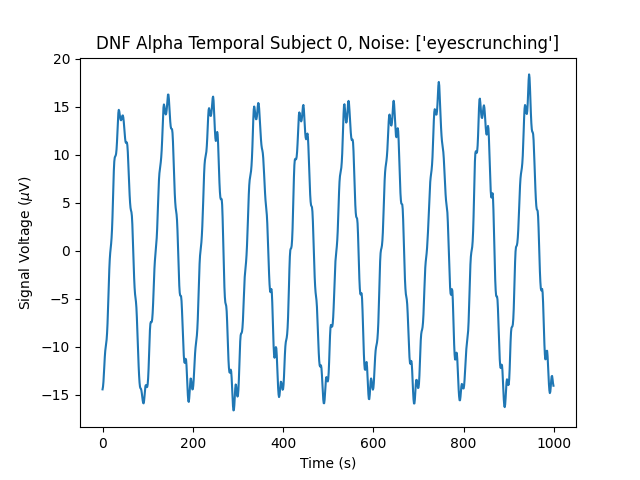 DNF Alpha Temporal Subject 0, Noise: ['eyescrunching']
20
15
10
5
0
−5
−10
−15
Signal Voltage (μV)
0 200 400 600 800 1000
Time (s)